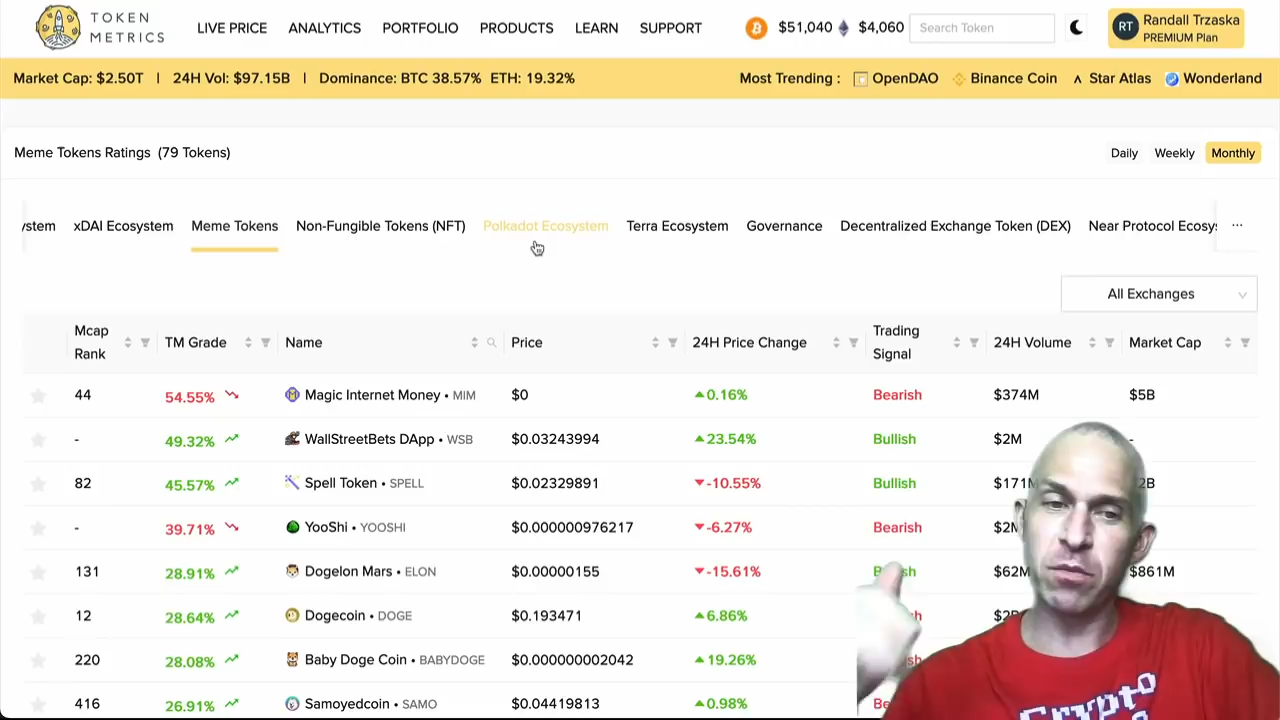 TOKEN METRICS
LIVE PRICE ANALYTICS PORTFOLIO PRODUCTS LEARN SUPPORT
$51,040 $4,060 Search Token
RT Randall Trzaska
PREMIUM Plan
Market Cap: $2.50T | 24H Vol: $97.15B | Dominance: BTC 38.57% ETH: 19.32% Most Trending : OpenDAO Binance Coin Star Atlas Wonderland
Meme Tokens Ratings (79 Tokens) Daily Weekly Monthly
ystem xDAI Ecosystem Meme Tokens Non-Fungible Tokens (NFT) Polkadot Ecosystem Terra Ecosystem Governance Decentralized Exchange Token (DEX) Near Protocol Ecosys ...
All Exchanges
Mcap Rank TM Grade Name Price 24H Price Change Trading Signal 24H Volume Market Cap
44 54.55% Magic Internet Money • MIM $0 0.16% Bearish $374M $5B
- 49.32% WallStreetBets DApp • WSB $0.03243994 23.54% Bullish $2M -
82 45.57% Spell Token • SPELL $0.02329891 -10.55% Bullish $171M 2B
- 39.71% YooShi • YOOSHI $0.000000976217 -6.27% Bearish $2M
131 28.91% Dogelon Mars • ELON $0.00000155 -15.61% B sh $62M $861M
12 28.64% Dogecoin • DOGE $0.193471 6.86% h $2B
220 28.08% Baby Doge Coin • BABYDOGE $0.000000002042 19.26% sh
416 26.91% Samoyedcoin • SAMO $0.04419813 0.98% Be
Crypto